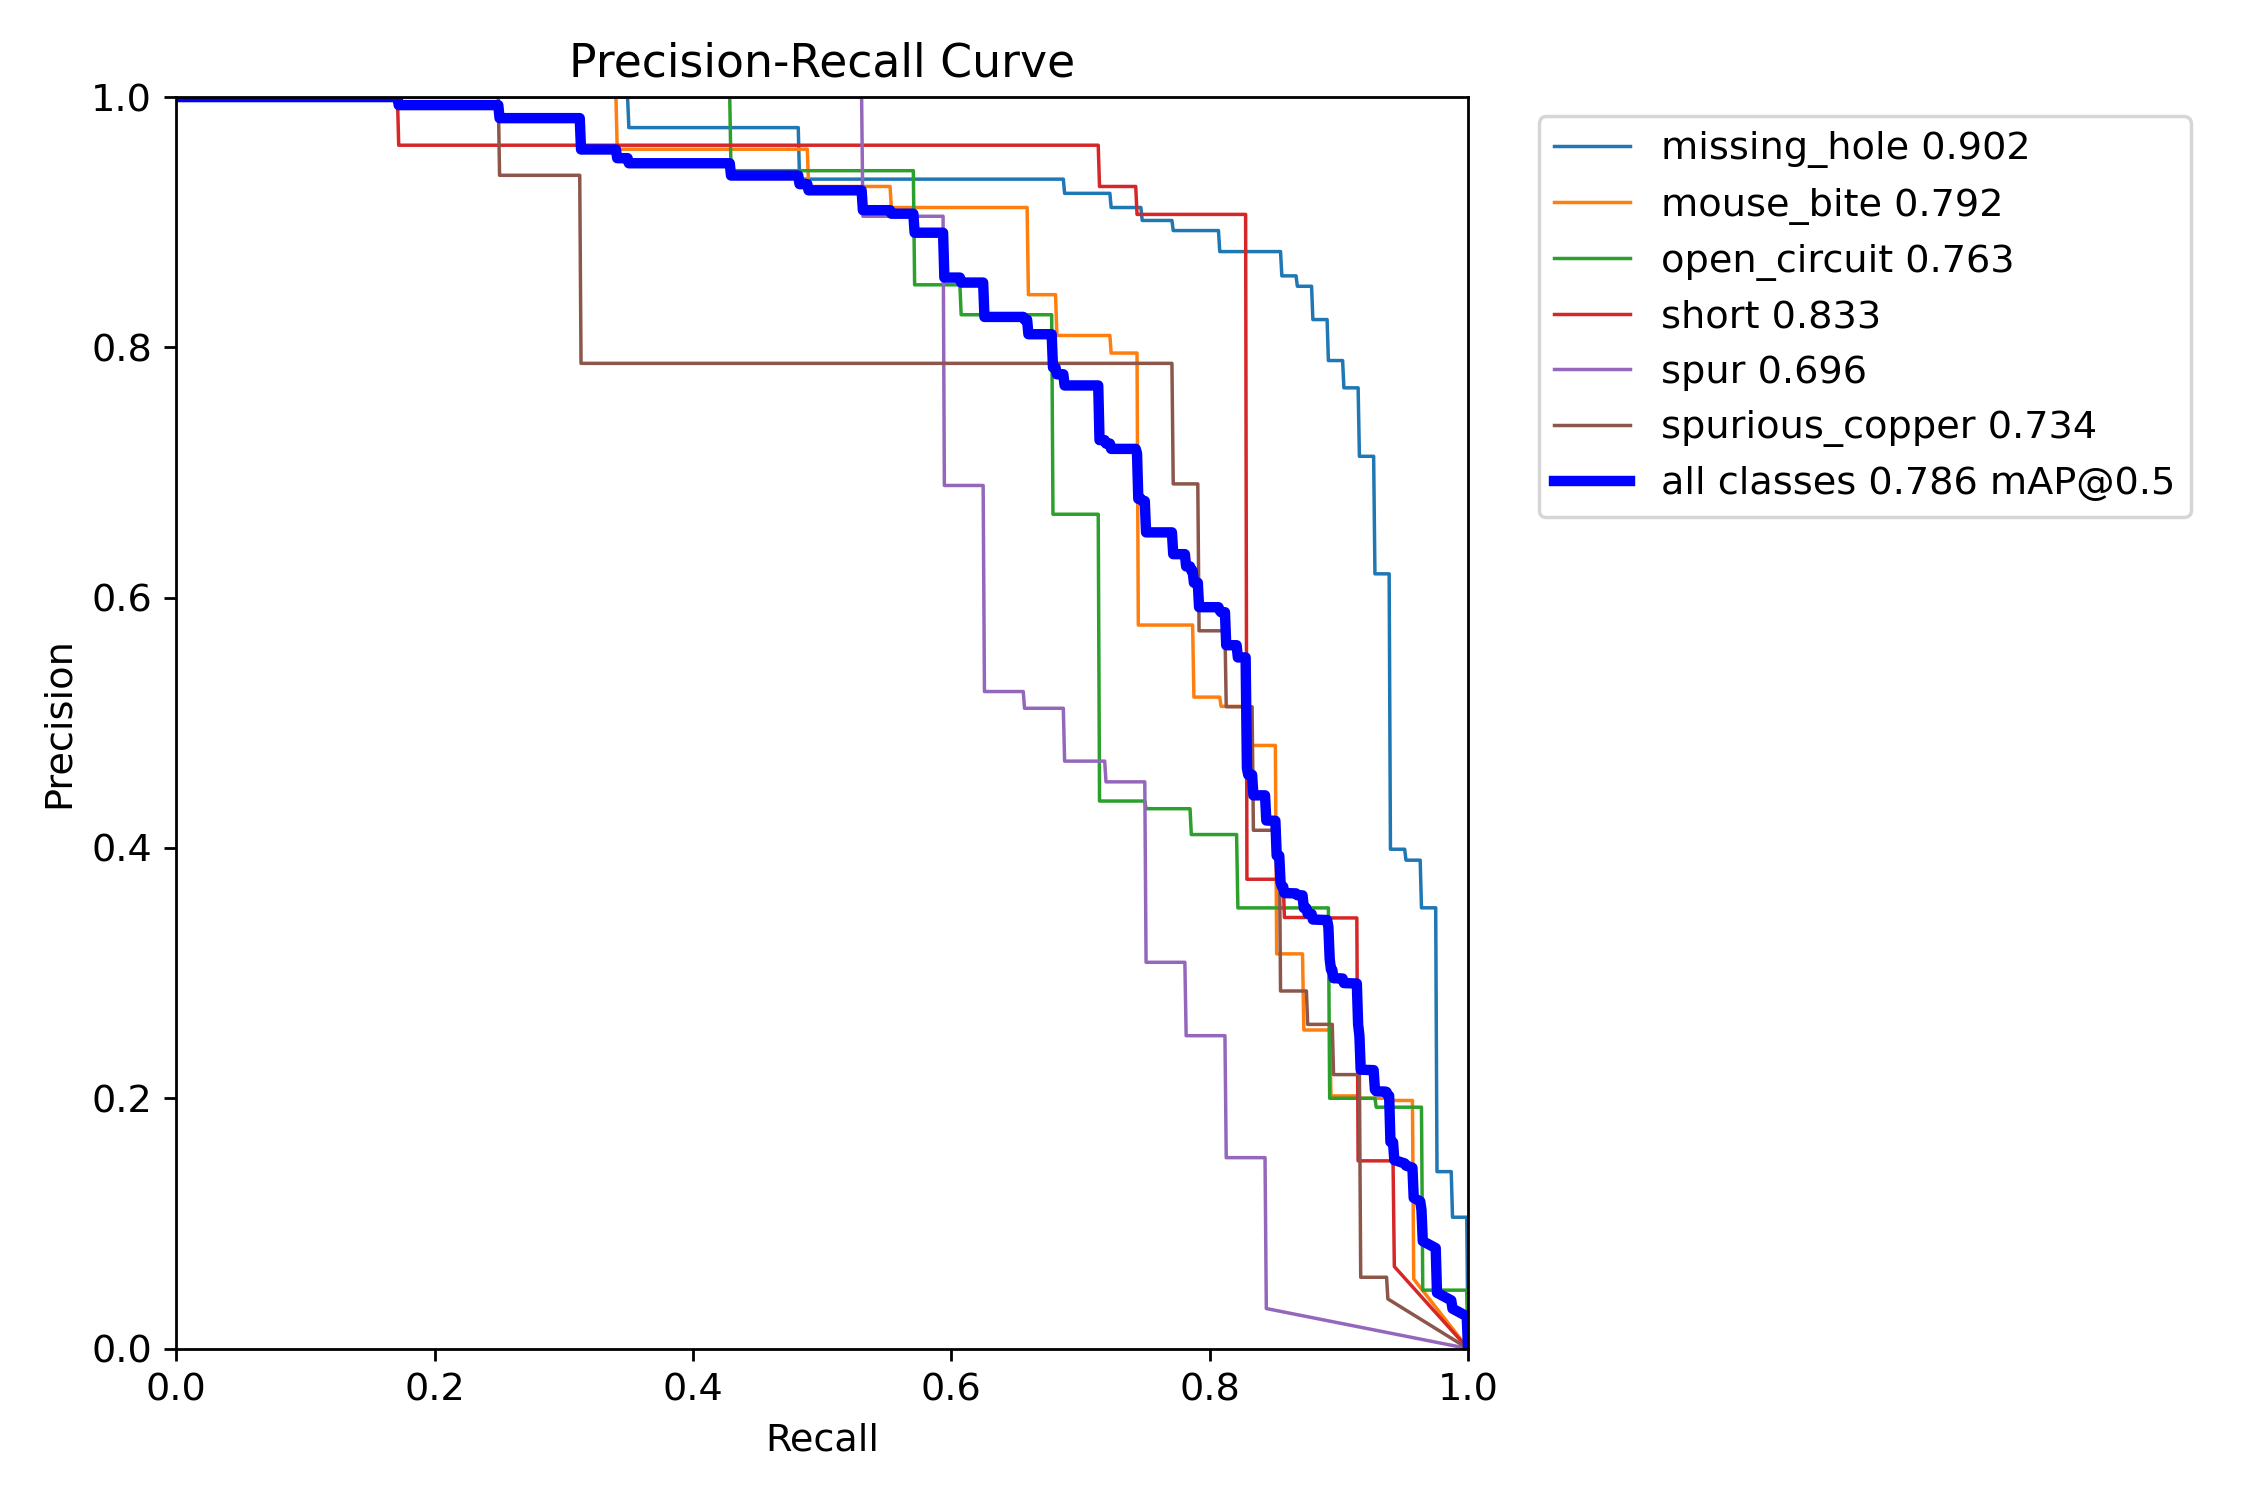 Precision-Recall Curve
1.0
0.8
0.6
0.4
0.2
0.0
Precision
0.0 0.2 0.4 0.6 0.8 1.0
Recall
missing_hole 0.902
mouse_bite 0.792
open_circuit 0.763
short 0.833
spur 0.696
spurious_copper 0.734
all classes 0.786 mAP@0.5